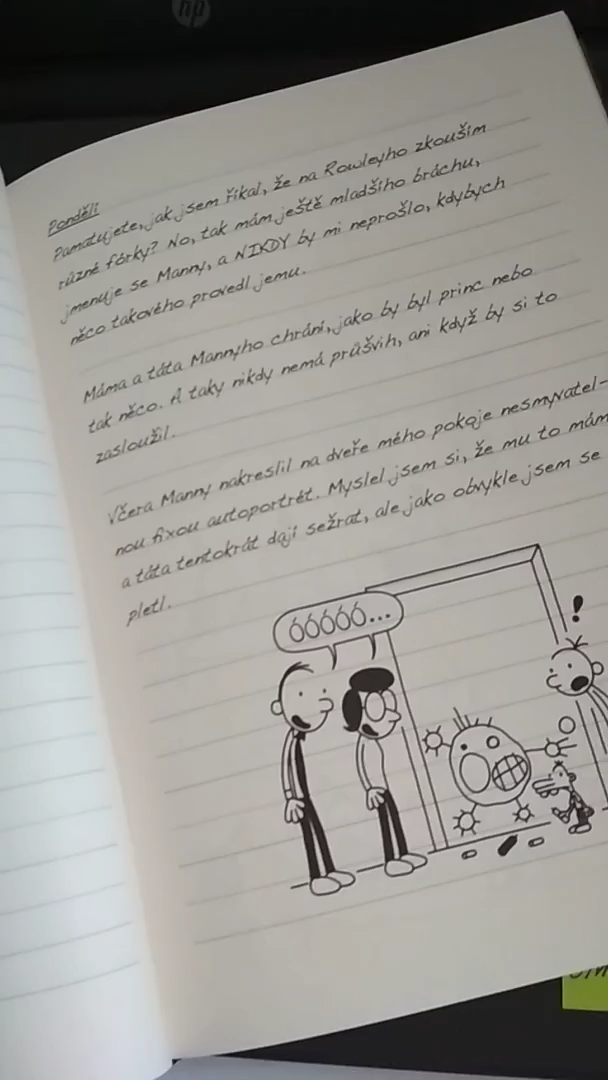 hp
Pondělí
Pamatujete, jak jsem říkal, že na Rowleyho zkouším
různé fórky? No, tak mám ještě mladšího bráchu,
jmenuje se Manny, a NIKDY by mi neprošlo, kdybych
něco takového provedl jemu.
Máma a táta Mannyho chrání, jako by byl princ nebo
tak něco. A taky nikdy nemá průšvih, ani když by si to
zasloužil.
Včera Manny nakreslil na dveře mého pokoje nesmyvatel-
nou fixou autoportrét. Myslel jsem si, že mu to mám
a táta tentokrát dají sežrat, ale jako obvykle jsem se
pletl.
ÓÓÓÓÓ...
!